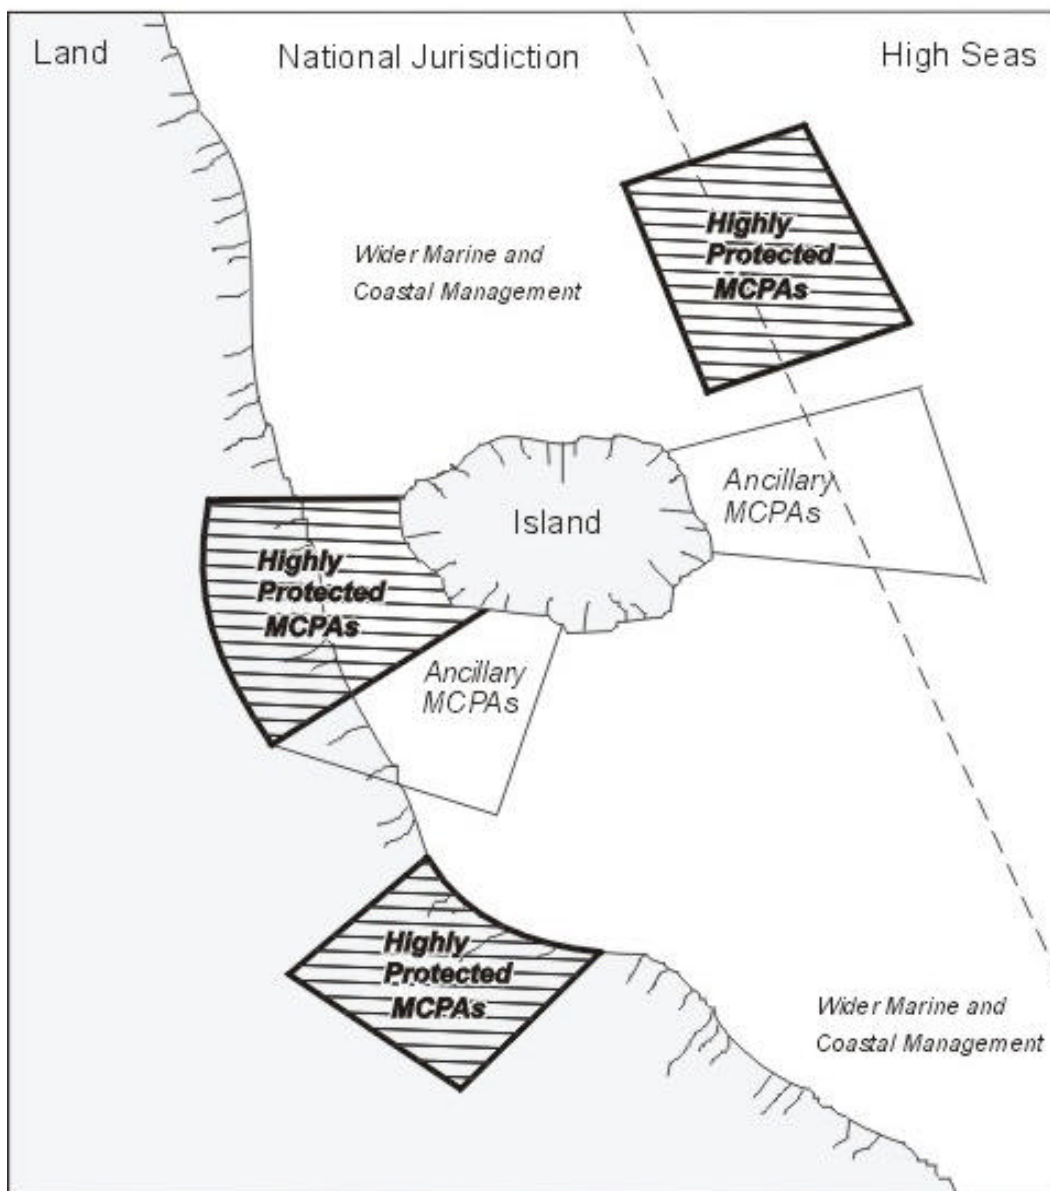 Land
National Jurisdiction
High Seas
Highly
Protected
MCPAs
Wider Marine and
Coastal Management
Ancillary
MCPAs
Island
Highly
Protected
MCPAs
Ancillary
MCPAs
Highly
Protected
MCPAs
Wider Marine and
Coastal Management